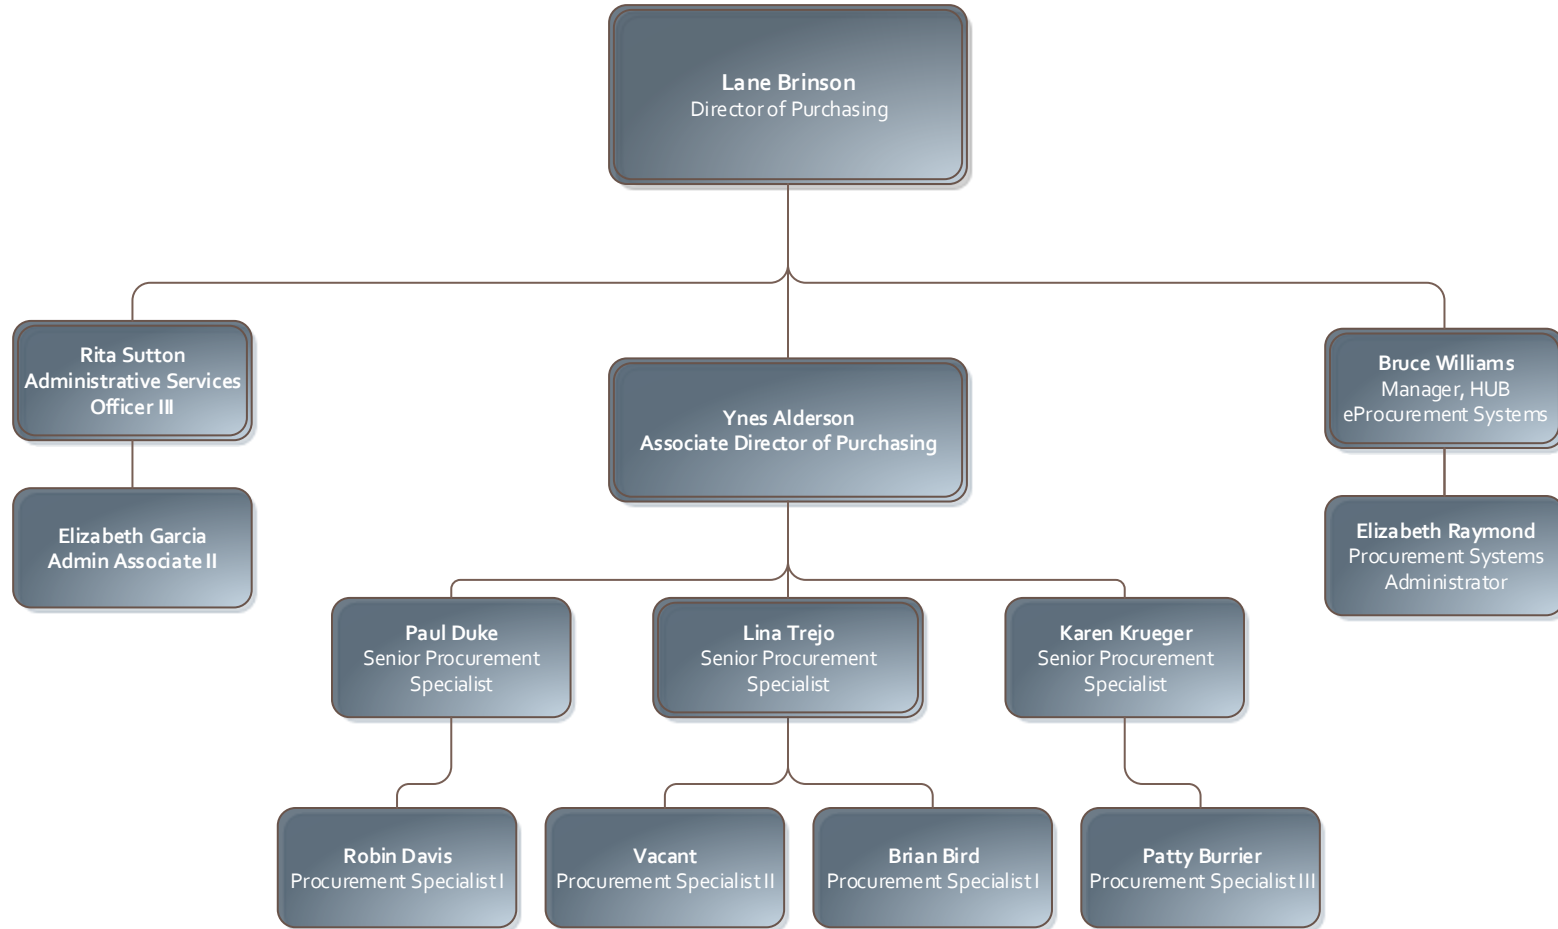 Lane Brinson
Director of Purchasing
Rita Sutton
Administrative Services
Officer III
Ynes Alderson
Associate Director of Purchasing
Bruce Williams
Manager, HUB
eProcurement Systems
Elizabeth Garcia
Admin Associate II
Elizabeth Raymond
Procurement Systems
Administrator
Paul Duke
Senior Procurement
Specialist
Lina Trejo
Senior Procurement
Specialist
Karen Krueger
Senior Procurement
Specialist
Robin Davis
Procurement Specialist I
Vacant
Procurement Specialist II
Brian Bird
Procurement Specialist I
Patty Burrier
Procurement Specialist III